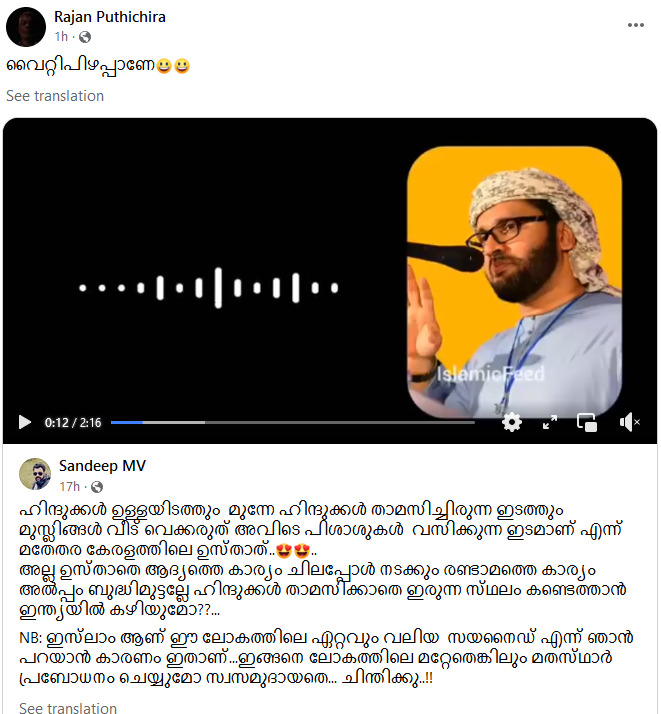 Rajan Puthichira
1h ·
വൈറ്റിപിഴപ്പാണേ😀😀
See translation
IslamicFeed
0:12 / 2:16
Sandeep MV
17h ·
ഹിന്ദുക്കൾ ഉള്ളയിടത്തും മുന്നേ ഹിന്ദുക്കൾ താമസിച്ചിരുന്ന ഇടത്തും
മുസ്ലിങ്ങൾ വീട് വെക്കരുത് അവിടെ പിശാശുകൾ വസിക്കുന്ന ഇടമാണ് എന്ന്
മതേതര കേരളത്തിലെ ഉസ്താത്..😍😍..
അല്ല ഉസ്താതെ ആദ്യത്തെ കാര്യം ചിലപ്പോൾ നടക്കും രണ്ടാമത്തെ കാര്യം
അൽപ്പം ബുദ്ധിമുട്ടല്ലേ ഹിന്ദുക്കൾ താമസിക്കാതെ ഇരുന്ന സ്ഥലം കണ്ടെത്താൻ
ഇന്ത്യയിൽ കഴിയുമോ??...
NB: ഇസ്ലാം ആണ് ഈ ലോകത്തിലെ ഏറ്റവും വലിയ സയനൈഡ് എന്ന് ഞാൻ
പറയാൻ കാരണം ഇതാണ്...ഇങ്ങനെ ലോകത്തിലെ മറ്റേതെങ്കിലും മതസ്ഥാർ
പ്രബോധനം ചെയ്യുമോ സ്വസമുദായതെ... ചിന്തിക്കു..!!
See translation